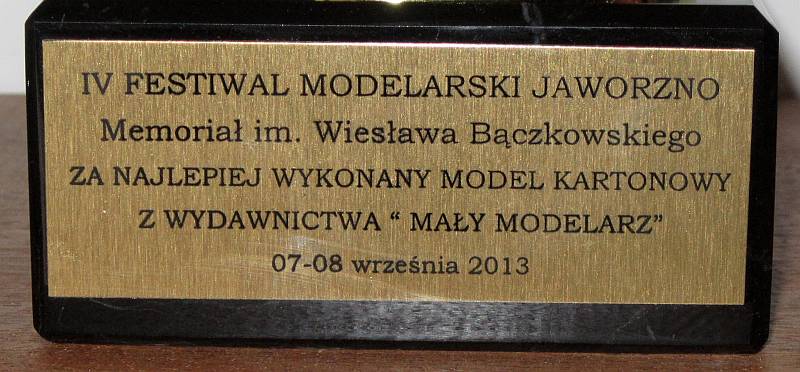 IV FESTIWAL MODELARSKI JAWORZNO
Memoriał im. Wiesława Bączkowskiego
ZA NAJLEPIEJ WYKONANY MODEL KARTONOWY
Z WYDAWNICTWA “ MAŁY MODELARZ”
07-08 września 2013